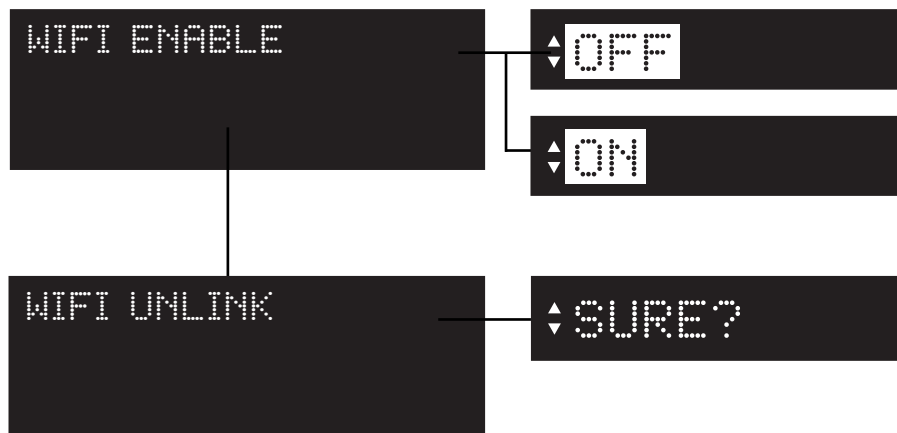 WIFI ENABLE
OFF
ON
WIFI UNLINK
SURE?